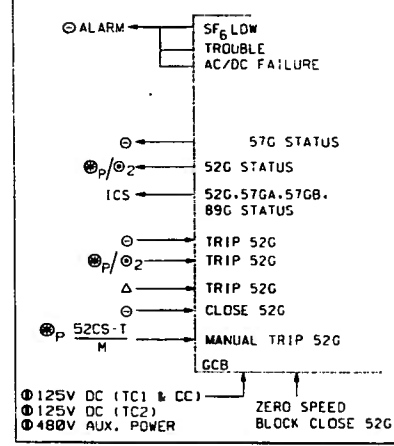 ⊖ ALARM SF₆ LOW
TROUBLE
AC/DC FAILURE
⊖ 57G STATUS
⊛P/⊙2 52G STATUS
ICS 52G.57GA.57GB.
89G STATUS
⊖ TRIP 52G
⊛P/⊙2 TRIP 52G
△ TRIP 52G
⊖ CLOSE 52G
⊛P 52CS-T
M MANUAL TRIP 52G
GCB
125V DC (TC1 & CC)
125V DC (TC2)
480V AUX. POWER
ZERO SPEED
BLOCK CLOSE 52G